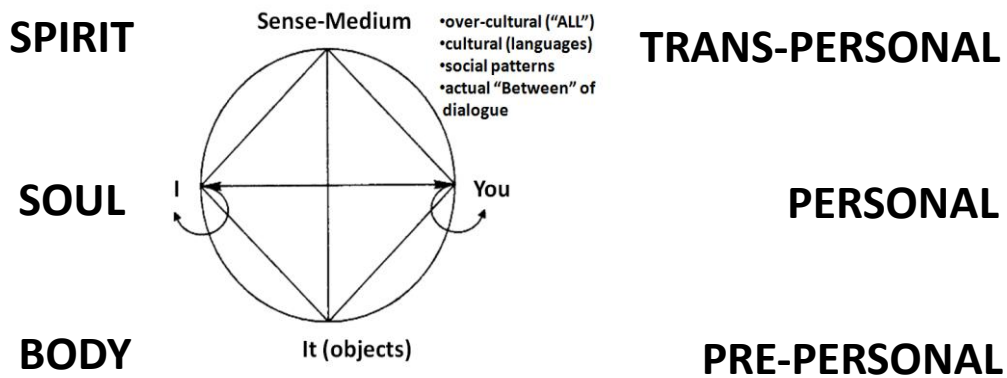 SPIRIT
Sense-Medium
•over-cultural (“ALL”)
•cultural (languages)
•social patterns
•actual “Between” of
dialogue
TRANS-PERSONAL
SOUL
I
You
PERSONAL
BODY
It (objects)
PRE-PERSONAL